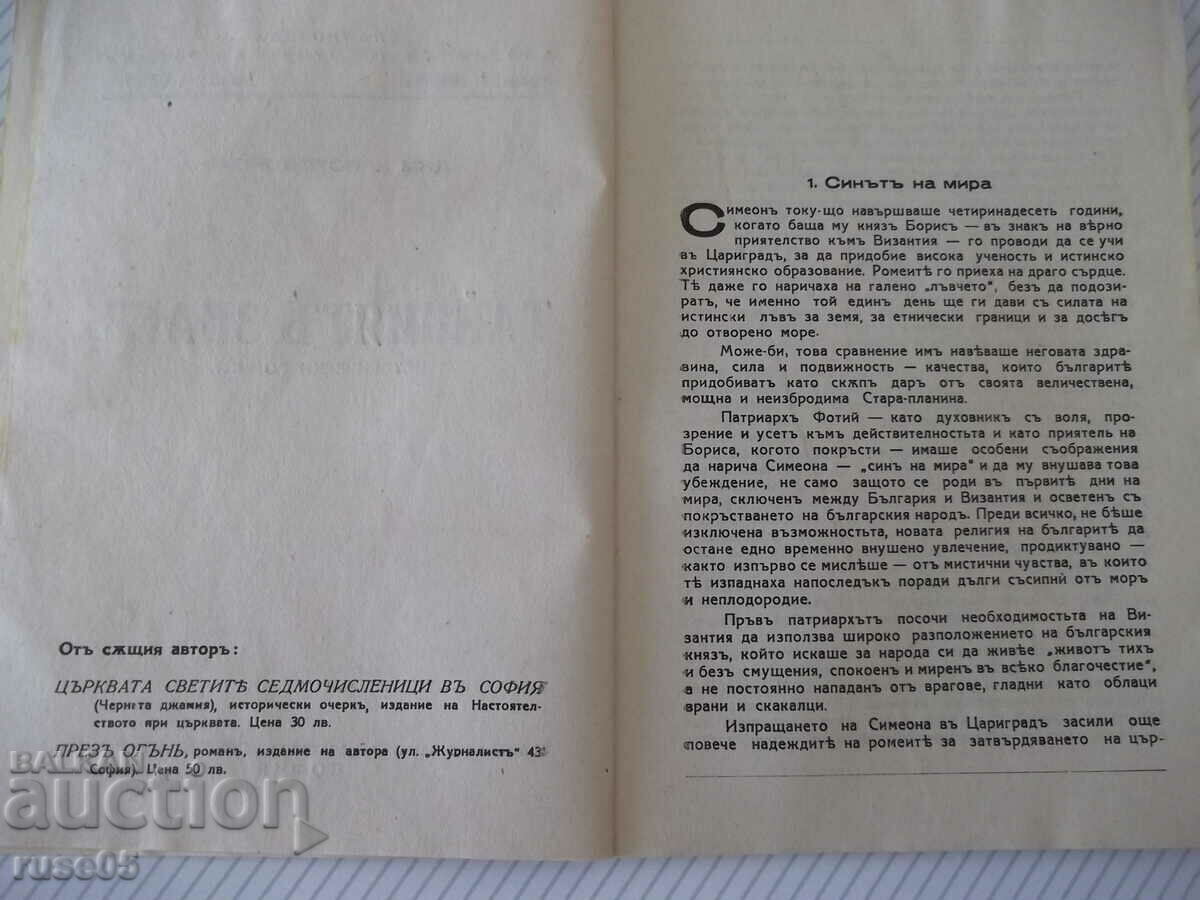 Отъ сѫщия авторъ:
ЦЪРКВАТА СВЕТИТѢ СЕДМОЧИСЛЕНИЦИ ВЪ СОФИЯ
(Черната джамия), исторически очеркъ, издание на Настоятел-
ството при църквата. Цена 30 лв.
ПРЕЗЪ ОГЪНЬ, романъ, издание на автора (ул. „Журналистъ“ 43
София). Цена 50 лв.
1. Синътъ на мира
Симеонъ току-що навършваше четиринадесеть години,
когато баща му князъ Борисъ — въ знакъ на вѣрно
приятелство къмъ Византия — го проводи да се учи
въ Цариградъ, за да придобие висока ученость и истинско
християнско образование. Ромеитѣ го приеха на драго сърдце.
Тѣ даже го наричаха на галено „лъвчето“, безъ да подози-
ратъ, че именно той единъ день ще ги дави съ силата на
истински лъвъ за земя, за етнически граници и за досѣгъ
до отворено море.
Може-би, това сравнение имъ навѣваше неговата здра-
вина, сила и подвижность — качества, които българитѣ
придобиватъ като скѫпъ даръ отъ своята величествена,
мощна и неизбродима Стара-планина.
Патриархъ Фотий — като духовникъ съ воля, про-
зрение и усетъ къмъ действителностьта и като приятель на
Бориса, когото покръсти — имаше особени съображения
да нарича Симеона — „синъ на мира“ и да му внушава това
убеждение, не само защото се роди въ първитѣ дни на
мира, сключенъ между България и Византия и осветенъ съ
покръстването на българския народъ. Преди всичко, не бѣше
изключена възможностьта, новата религия на българитѣ да
остане едно временно внушено увлечение, продиктувано —
както изпърво се мислѣше — отъ мистични чувства, въ които
тѣ изпаднаха напоследъкъ поради дълги съсипни отъ моръ
и неплодородие.
Пръвъ патриархътъ посочи необходимостьта на Ви-
зантия да използва широко разположението на българския
князъ, който искаше за народа си да живѣе „животъ тихъ
и безъ смущения, спокоенъ и миренъ въ всѣко благочестие“,
а не постоянно нападанъ отъ врагове, гладни като облаци
врани и скакалци.
Изпращането на Симеона въ Цариградъ засили още
повече надеждитѣ на ромеитѣ за затвърдяването на цър-
BALKAN
auction
ruse05